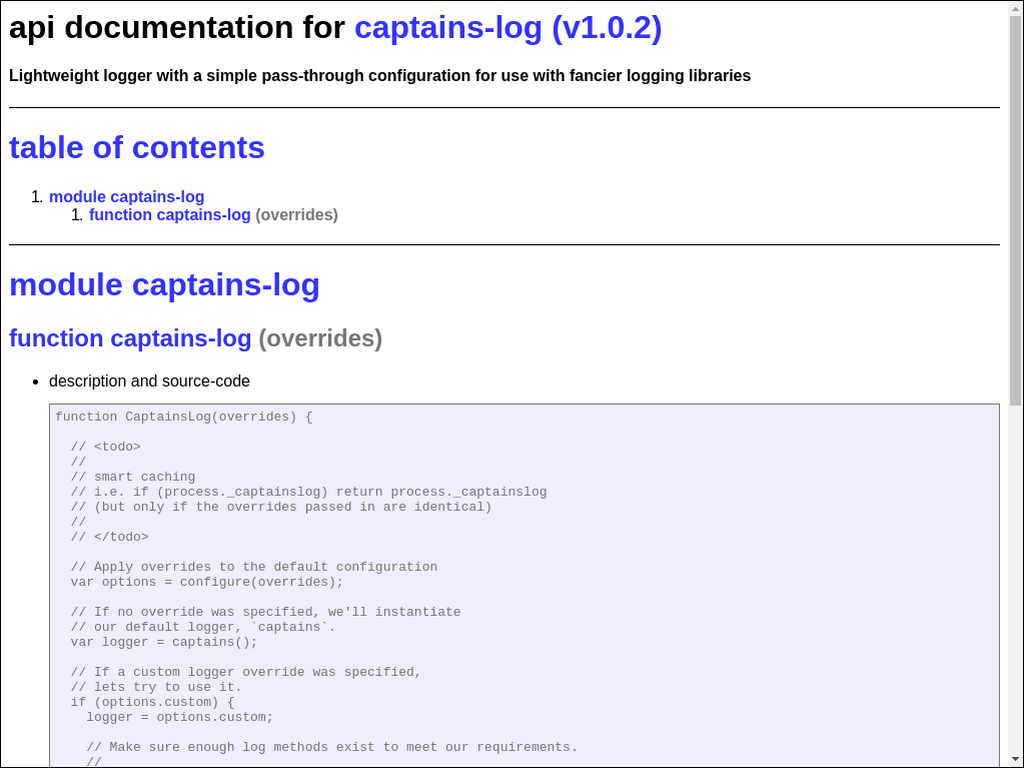 api documentation for captains-log (v1.0.2)
Lightweight logger with a simple pass-through configuration for use with fancier logging libraries
table of contents
1. module captains-log
1. function captains-log (overrides)
module captains-log
function captains-log (overrides)
• description and source-code
function CaptainsLog(overrides) {
// <todo>
//
// smart caching
// i.e. if (process._captainslog) return process._captainslog
// (but only if the overrides passed in are identical)
//
// </todo>
// Apply overrides to the default configuration
var options = configure(overrides);
// If no override was specified, we'll instantiate
// our default logger, `captains`.
var logger = captains();
// If a custom logger override was specified,
// lets try to use it.
if (options.custom) {
logger = options.custom;
// Make sure enough log methods exist to meet our requirements.
//